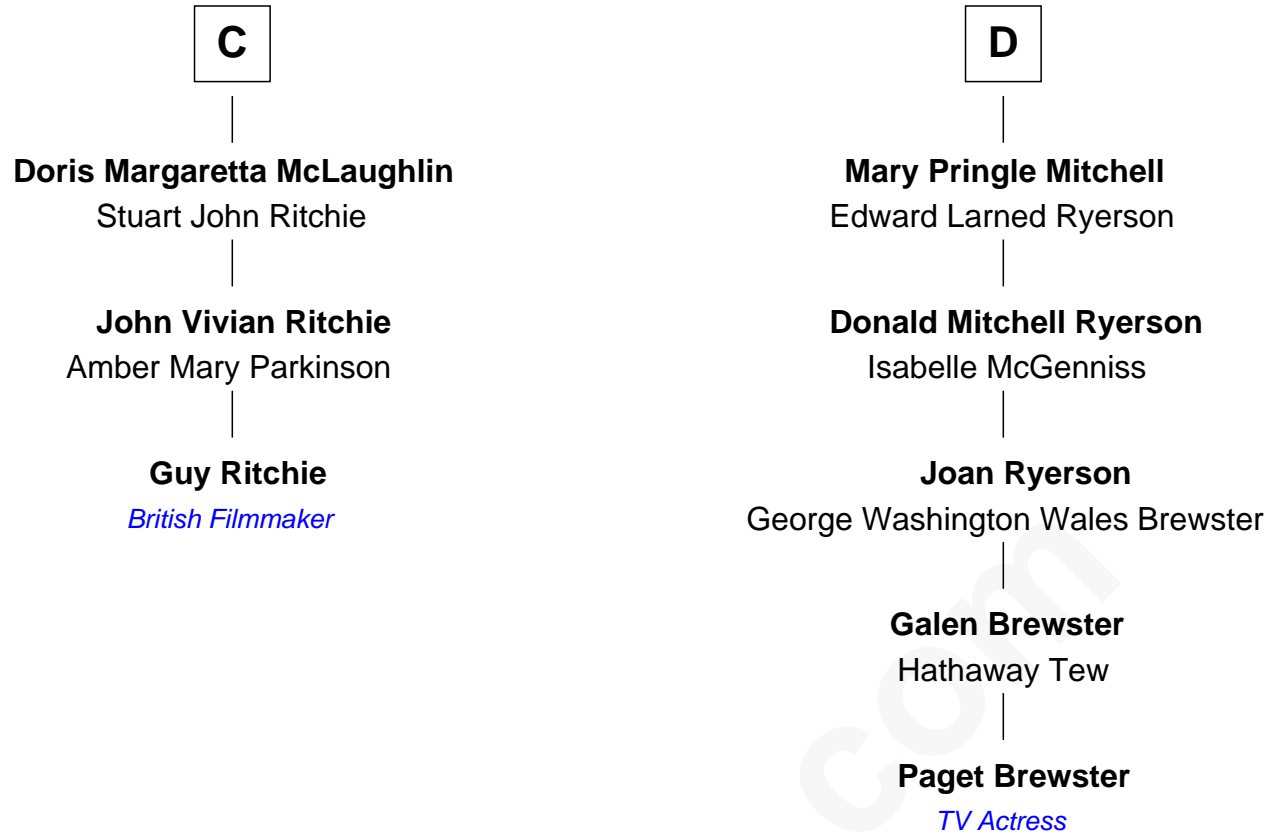 C
Doris Margaretta McLaughlin
Stuart John Ritchie
John Vivian Ritchie
Amber Mary Parkinson
Guy Ritchie
British Filmmaker
D
Mary Pringle Mitchell
Edward Larned Ryerson
Donald Mitchell Ryerson
Isabelle McGenniss
Joan Ryerson
George Washington Wales Brewster
Galen Brewster
Hathaway Tew
Paget Brewster
TV Actress
com